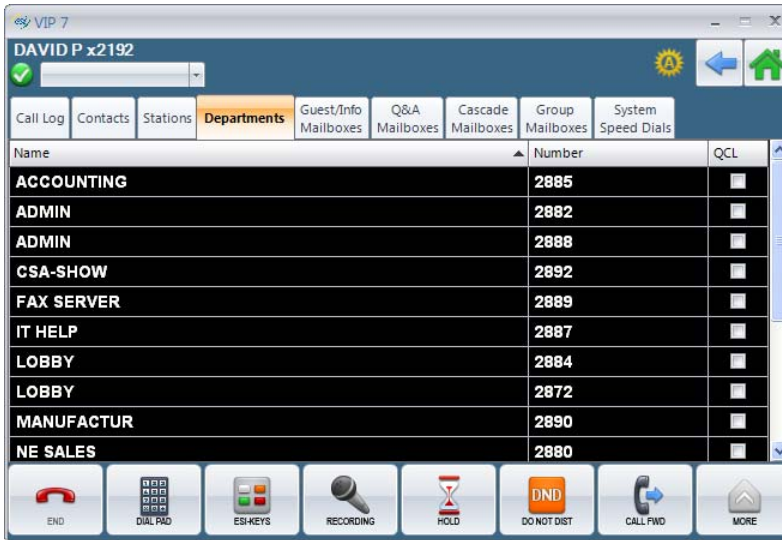 VIP 7
DAVID P x2192
A
Call Log Contacts Stations Departments Guest/Info Mailboxes Q&A Mailboxes Cascade Mailboxes Group Mailboxes System Speed Dials
Name Number QCL
ACCOUNTING 2885
ADMIN 2882
ADMIN 2888
CSA-SHOW 2892
FAX SERVER 2889
IT HELP 2887
LOBBY 2884
LOBBY 2872
MANUFACTUR 2890
NE SALES 2880
DND
END DIAL PAD ESI-KEYS RECORDING HOLD DO NOT DIST CALL FWD MORE